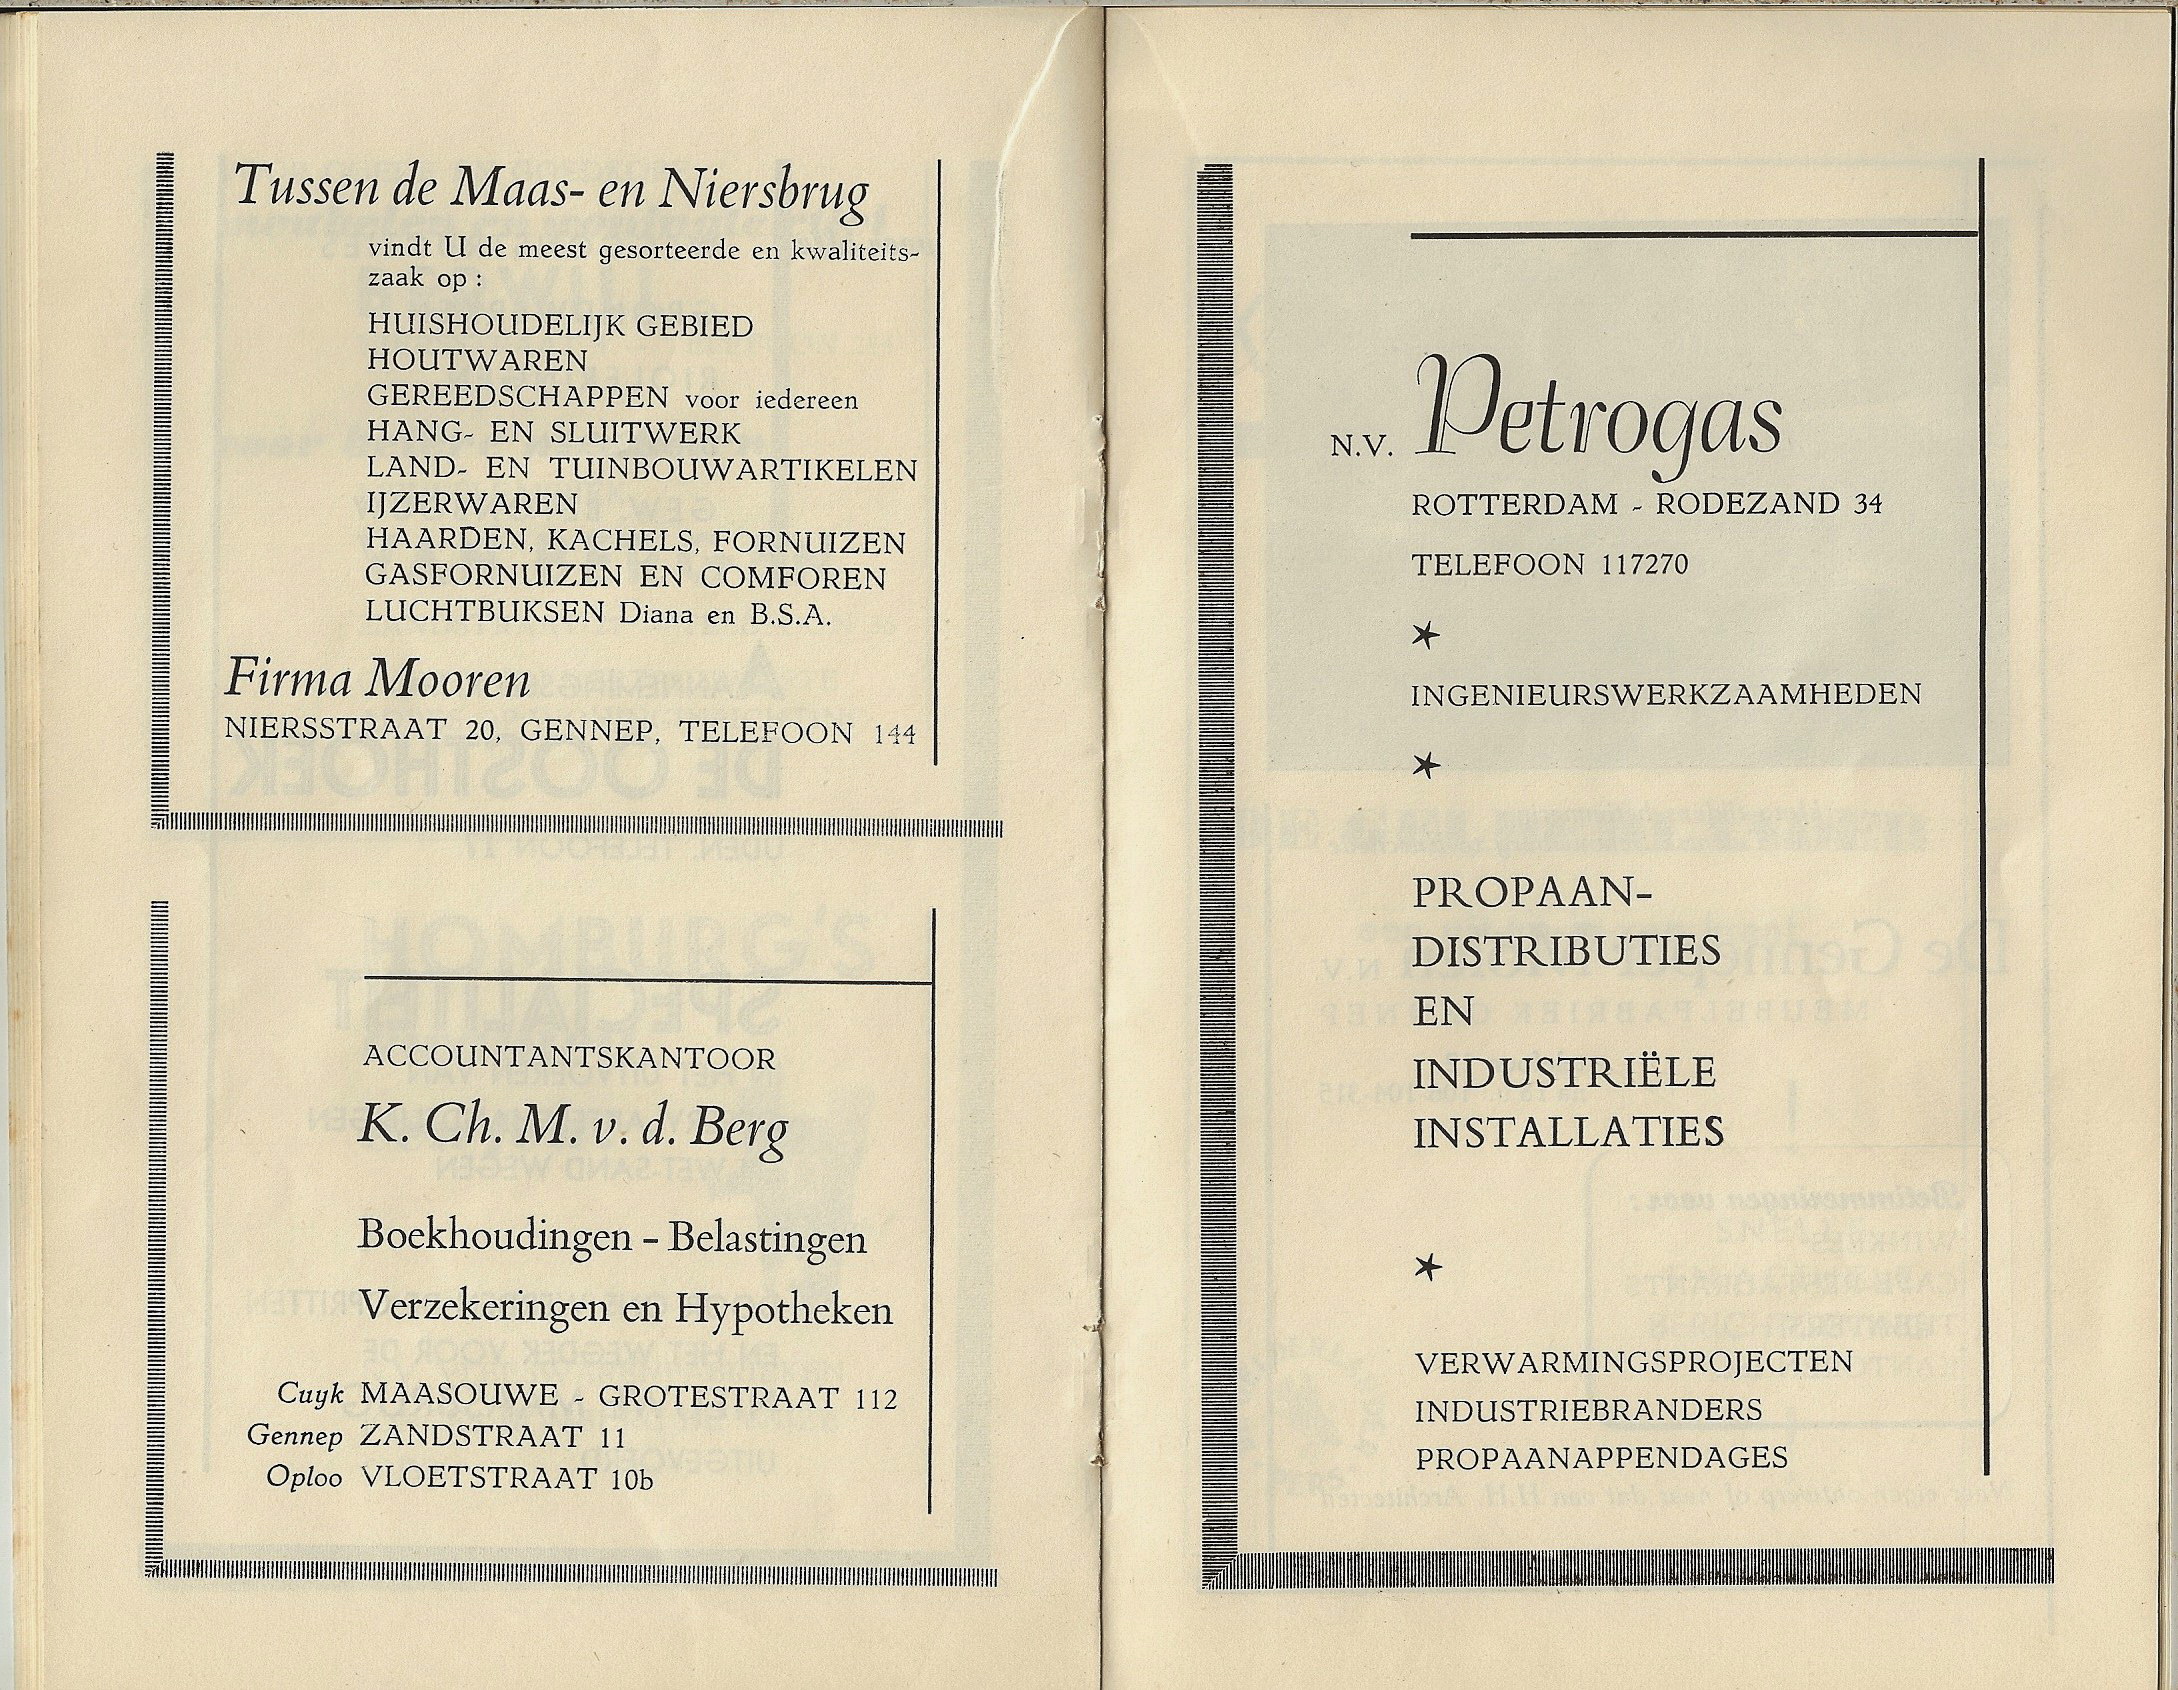 Tussen de Maas- en Niersbrug
vindt U de meest gesorteerde en kwaliteits-
zaak op :
HUISHOUDELIJK GEBIED
HOUTWAREN
GEREEDSCHAPPEN voor iedereen
HANG- EN SLUITWERK
LAND- EN TUINBOUWARTIKELEN
IJZERWAREN
HAARDEN, KACHELS, FORNUIZEN
GASFORNUIZEN EN COMFOREN
LUCHTBUKSEN Diana en B.S.A.
Firma Mooren
NIERSSTRAAT 20, GENNEP, TELEFOON 144
ACCOUNTANTSKANTOOR
K. Ch. M. v. d. Berg
Boekhoudingen - Belastingen
Verzekeringen en Hypotheken
Cuyk MAASOUWE - GROTESTRAAT 112
Gennep ZANDSTRAAT 11
Oploo VLOETSTRAAT 10b
N.V. Petrogas
ROTTERDAM - RODEZAND 34
TELEFOON 117270
INGENIEURSWERKZAAMHEDEN
PROPAAN-
DISTRIBUTIES
EN
INDUSTRIËLE
INSTALLATIES
VERWARMINGSPROJECTEN
INDUSTRIEBRANDERS
PROPAANAPPENDAGES